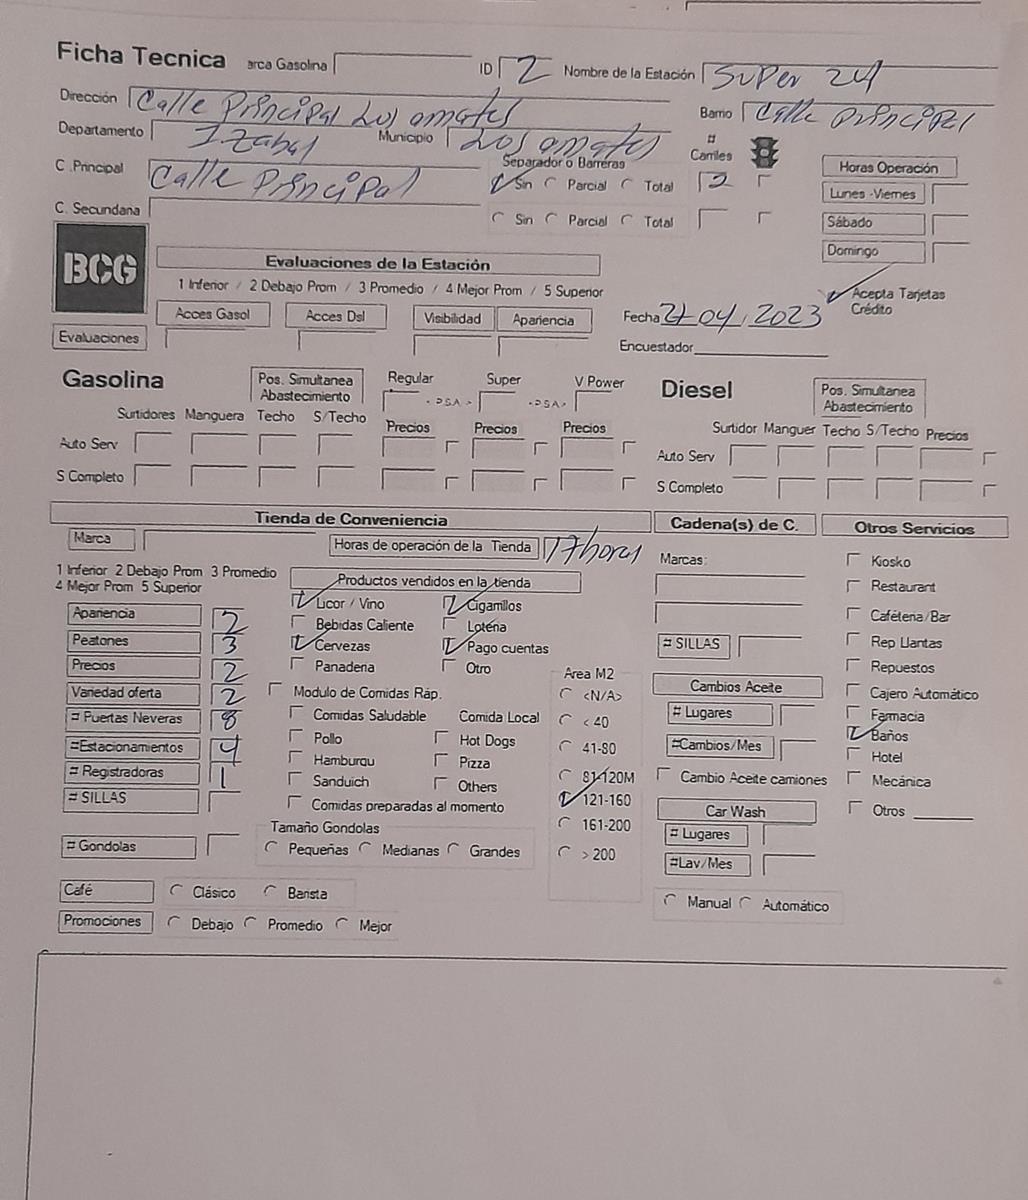 Ficha Tecnica arca Gasolina ID 2 Nombre de la Estación Super 24
Dirección Calle Principal Los amates Barrio Calle principal
Departamento Izabal Municipio Los amates # Carriles
C .Principal Calle Principal Separador o Barreras Sin Parcial Total 2 Horas Operación
Lunes -Viernes
C. Secundaria Sin Parcial Total Sábado
Domingo
BCG Evaluaciones de la Estación
1 Inferior / 2 Debajo Prom / 3 Promedio / 4 Mejor Prom / 5 Superior Acepta Tarjetas Crédito
Acces Gasol Acces Dsl Visibilidad Apariencia Fecha 04, 2023
Evaluaciones Encuestador
Gasolina Pos. Simultanea Abastecimiento Regular Super V Power Diesel Pos. Simultanea Abastecimiento
Surtidores Manguera Techo S/Techo Precios Precios Precios Surtidor Manguer Techo S/Techo Precios
Auto Serv Auto Serv
S Completo S Completo
Tienda de Conveniencia Cadena(s) de C. Otros Servicios
Marca Horas de operación de la Tienda 17horas Marcas: Kiosko
1 Inferior 2 Debajo Prom 3 Promedio Productos vendidos en la tienda Restaurant
4 Mejor Prom 5 Superior
Apariencia 2 Licor / Vino Cigarrillos Cafétería/Bar
Bebidas Caliente Lotería
Peatones 3 Cervezas Pago cuentas # SILLAS Rep Llantas
Precios 2 Panaderia Otro Area M2 Repuestos
Variedad oferta 2 Modulo de Comidas Ráp. <N/A> Cambios Aceite Cajero Automático
# Puertas Neveras 8 Comidas Saludable Comida Local < 40 # Lugares Farmacia
Pollo Hot Dogs Baños
#Estacionamientos 4 Hamburqu Pizza 41-80 #Cambios/Mes Hotel
# Registradoras 1 Sanduich Others 81-120M Cambio Aceite camiones Mecánica
# SILLAS Comidas preparadas al momento 121-160 Car Wash Otros
Tamaño Gondolas 161-200 # Lugares
# Gondolas Pequeñas Medianas Grandes > 200 #Lav/Mes
Café Clásico Barista Manual Automático
Promociones Debajo Promedio Mejor